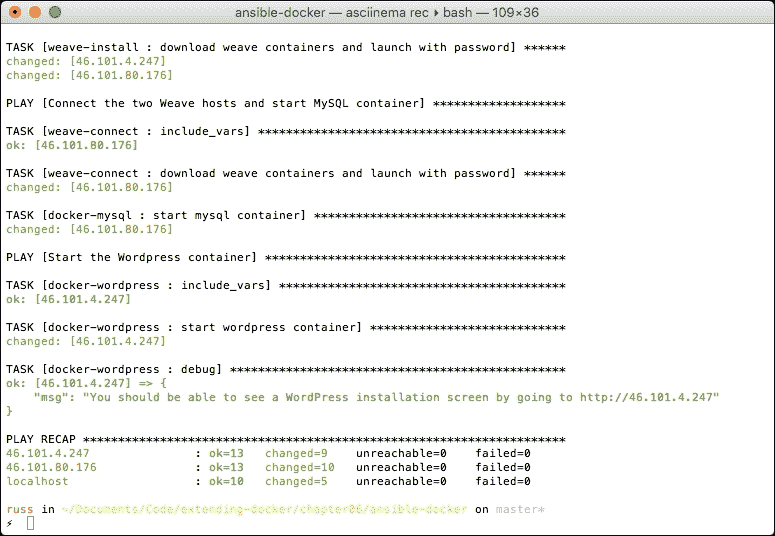 ansible-docker — asciinema rec ▸ bash — 109×36
TASK [weave-install : download weave containers and launch with password] ******
changed: [46.101.4.247]
changed: [46.101.80.176]
PLAY [Connect the two Weave hosts and start MySQL container] *******************
TASK [weave-connect : include_vars] ********************************************
ok: [46.101.80.176]
TASK [weave-connect : download weave containers and launch with password] ******
changed: [46.101.80.176]
TASK [docker-mysql : start mysql container] ************************************
changed: [46.101.80.176]
PLAY [Start the Wordpress container] *******************************************
TASK [docker-wordpress : include_vars] *****************************************
ok: [46.101.4.247]
TASK [docker-wordpress : start wordpress container] ****************************
changed: [46.101.4.247]
TASK [docker-wordpress : debug] ************************************************
ok: [46.101.4.247] => {
    "msg": "You should be able to see a WordPress installation screen by going to http://46.101.4.247"
}
PLAY RECAP *********************************************************************
46.101.4.247               : ok=13   changed=9    unreachable=0    failed=0
46.101.80.176              : ok=13   changed=10   unreachable=0    failed=0
localhost                  : ok=10   changed=5    unreachable=0    failed=0
russ in ~/Documents/Code/extending-docker/chapter06/ansible-docker on master*
⚡